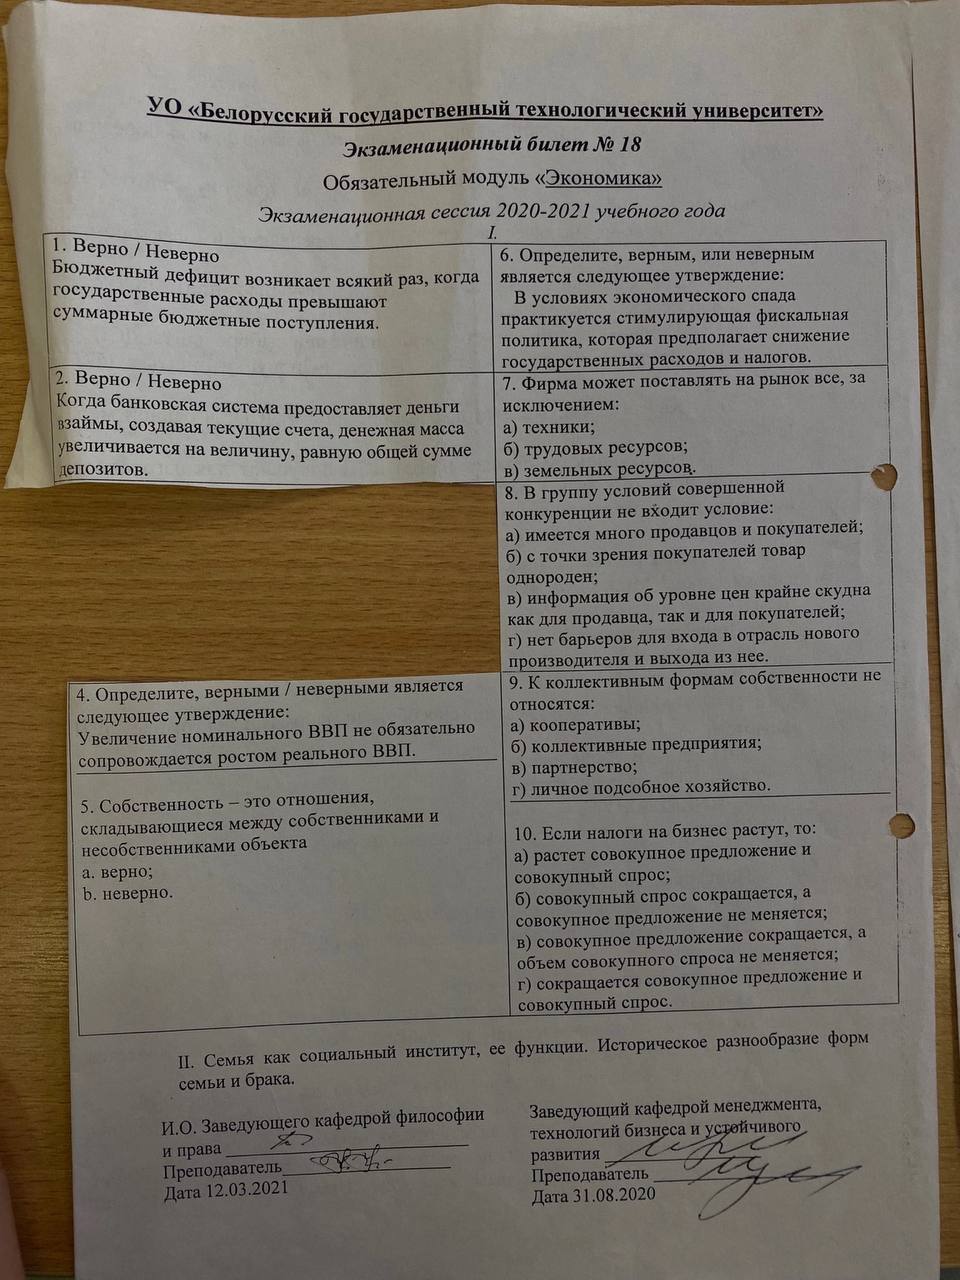 УО «Белорусский государственный технологический университет»
Экзаменационный билет № 18
Обязательный модуль «Экономика»
Экзаменационная сессия 2020-2021 учебного года
I.
1. Верно / Неверно
Бюджетный дефицит возникает всякий раз, когда
государственные расходы превышают
суммарные бюджетные поступления.
2. Верно / Неверно
Когда банковская система предоставляет деньги
взаймы, создавая текущие счета, денежная масса
увеличивается на величину, равную общей сумме
депозитов.
4. Определите, верными / неверными является
следующее утверждение:
Увеличение номинального ВВП не обязательно
сопровождается ростом реального ВВП.
5. Собственность – это отношения,
складывающиеся между собственниками и
несобственниками объекта
a. верно;
b. неверно.
6. Определите, верным, или неверным
является следующее утверждение:
В условиях экономического спада
практикуется стимулирующая фискальная
политика, которая предполагает снижение
государственных расходов и налогов.
7. Фирма может поставлять на рынок все, за
исключением:
а) техники;
б) трудовых ресурсов;
в) земельных ресурсов.
8. В группу условий совершенной
конкуренции не входит условие:
а) имеется много продавцов и покупателей;
б) с точки зрения покупателей товар
однороден;
в) информация об уровне цен крайне скудна
как для продавца, так и для покупателей;
г) нет барьеров для входа в отрасль нового
производителя и выхода из нее.
9. К коллективным формам собственности не
относятся:
а) кооперативы;
б) коллективные предприятия;
в) партнерство;
г) личное подсобное хозяйство.
10. Если налоги на бизнес растут, то:
а) растет совокупное предложение и
совокупный спрос;
б) совокупный спрос сокращается, а
совокупное предложение не меняется;
в) совокупное предложение сокращается, а
объем совокупного спроса не меняется;
г) сокращается совокупное предложение и
совокупный спрос.
II. Семья как социальный институт, ее функции. Историческое разнообразие форм
семьи и брака.
И.О. Заведующего кафедрой философии
и права
Преподаватель
Дата 12.03.2021
Заведующий кафедрой менеджмента,
технологий бизнеса и устойчивого
развития
Преподаватель
Дата 31.08.2020